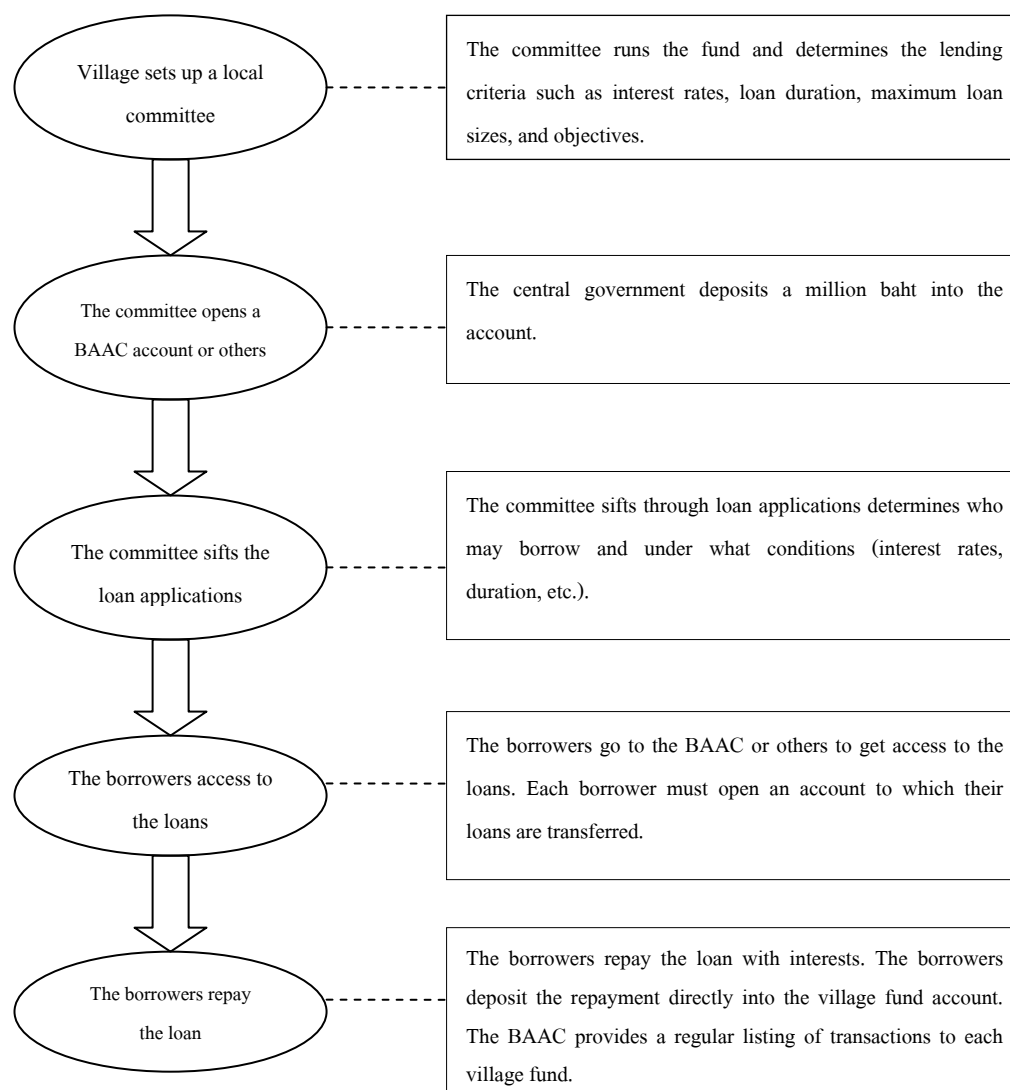 Village sets up a local
committee
The committee runs the fund and determines the lending
criteria such as interest rates, loan duration, maximum loan
sizes, and objectives.
The committee opens a
BAAC account or others
The central government deposits a million baht into the
account.
The committee sifts the
loan applications
The committee sifts through loan applications determines who
may borrow and under what conditions (interest rates,
duration, etc.).
The borrowers access to
the loans
The borrowers go to the BAAC or others to get access to the
loans. Each borrower must open an account to which their
loans are transferred.
The borrowers repay
the loan
The borrowers repay the loan with interests. The borrowers
deposit the repayment directly into the village fund account.
The BAAC provides a regular listing of transactions to each
village fund.